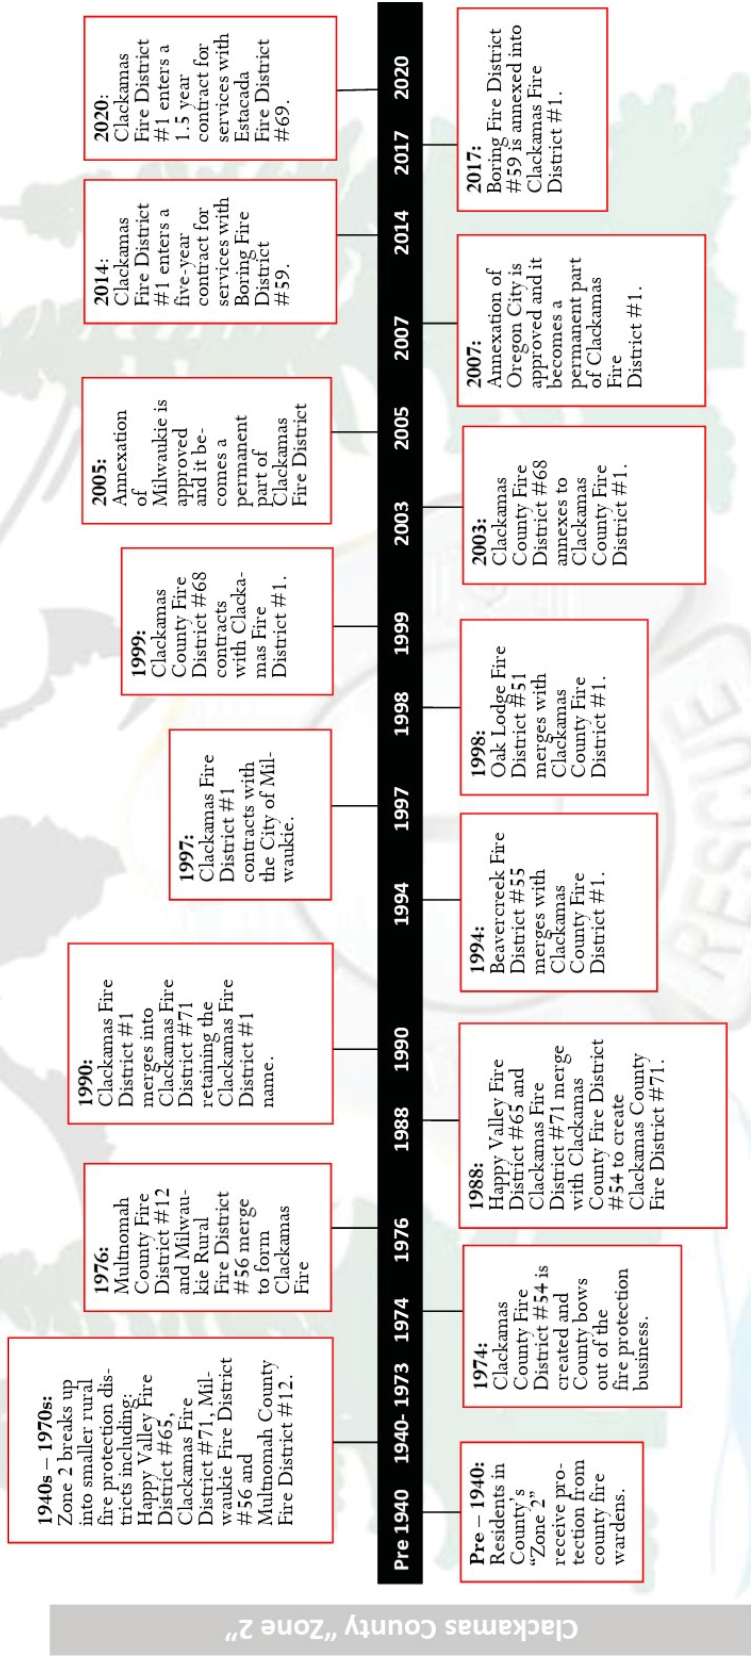 Clackamas County “Zone 2”
Pre – 1940:
Residents in
County’s
“Zone 2”
receive pro-
tection from
county fire
wardens.
1940s – 1970s:
Zone 2 breaks up
into smaller rural
fire protection dis-
tricts including:
Happy Valley Fire
District #65,
Clackamas Fire
District #71, Mil-
waukie Fire District
#56 and
Multnomah County
Fire District #12.
1974:
Clackamas
County Fire
District #54 is
created and
County bows
out of the
fire protection
business.
1976:
Multnomah
County Fire
District #12
and Milwau-
kie Rural
Fire District
#56 merge
to form
Clackamas
Fire
1988:
Happy Valley Fire
District #65 and
Clackamas Fire
District #71 merge
with Clackamas
County Fire District
#54 to create
Clackamas County
Fire District #71.
1990:
Clackamas Fire
District #1
merges into
Clackamas Fire
District #71
retaining the
Clackamas Fire
District #1
name.
1994:
Beavercreek Fire
District #55
merges with
Clackamas
County Fire
District #1.
1997:
Clackamas Fire
District #1
contracts with
the City of Mil-
waukie.
1998:
Oak Lodge Fire
District #51
merges with
Clackamas
County Fire
District #1.
1999:
Clackamas
County Fire
District #68
contracts
with Clacka-
mas Fire
District #1.
2003:
Clackamas
County Fire
District #68
annexes to
Clackamas
County Fire
District #1.
2005:
Annexation
of
Milwaukie is
approved
and it be-
comes a
permanent
part of
Clackamas
Fire District
2007:
Annexation of
Oregon City is
approved and it
becomes a
permanent part
of Clackamas
Fire
District #1.
2014:
Clackamas
Fire District
#1 enters a
five-year
contract for
services with
Boring Fire
District
#59.
2017:
Boring Fire District
#59 is annexed into
Clackamas Fire
District #1.
2020:
Clackamas
Fire District
#1 enters a
1.5 year
contract for
services with
Estacada
Fire District
#69.
Pre 1940 1940- 1973 1974 1976 1988 1990 1994 1997 1998 1999 2003 2005 2007 2014 2017 2020
RESCUE